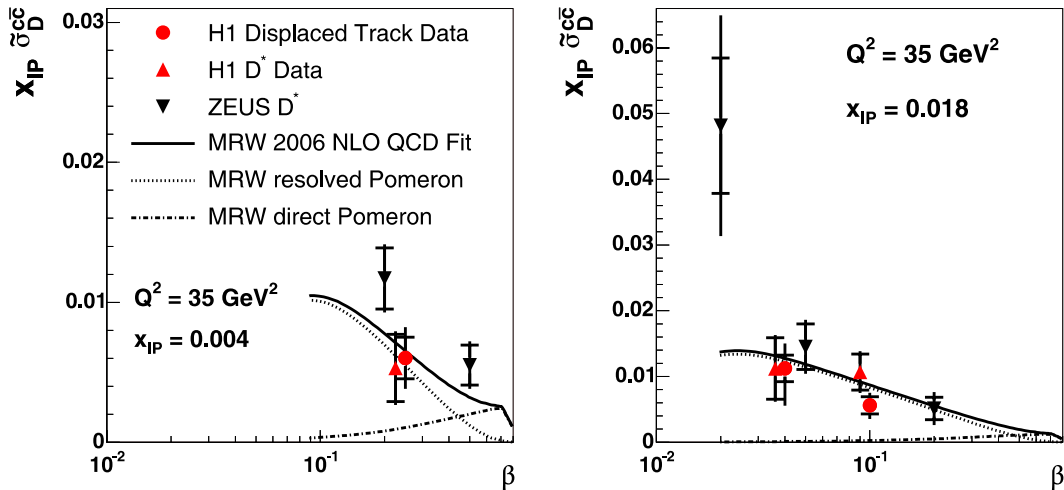 x_IP σ̃_D^cc̄
0.03
0.02
0.01
0
H1 Displaced Track Data
H1 D* Data
ZEUS D*
MRW 2006 NLO QCD Fit
MRW resolved Pomeron
MRW direct Pomeron
Q² = 35 GeV²
x_IP = 0.004
10⁻²
10⁻¹
β
x_IP σ̃_D^cc̄
0.06
0.05
0.04
0.03
0.02
0.01
0
Q² = 35 GeV²
x_IP = 0.018
10⁻²
10⁻¹
β